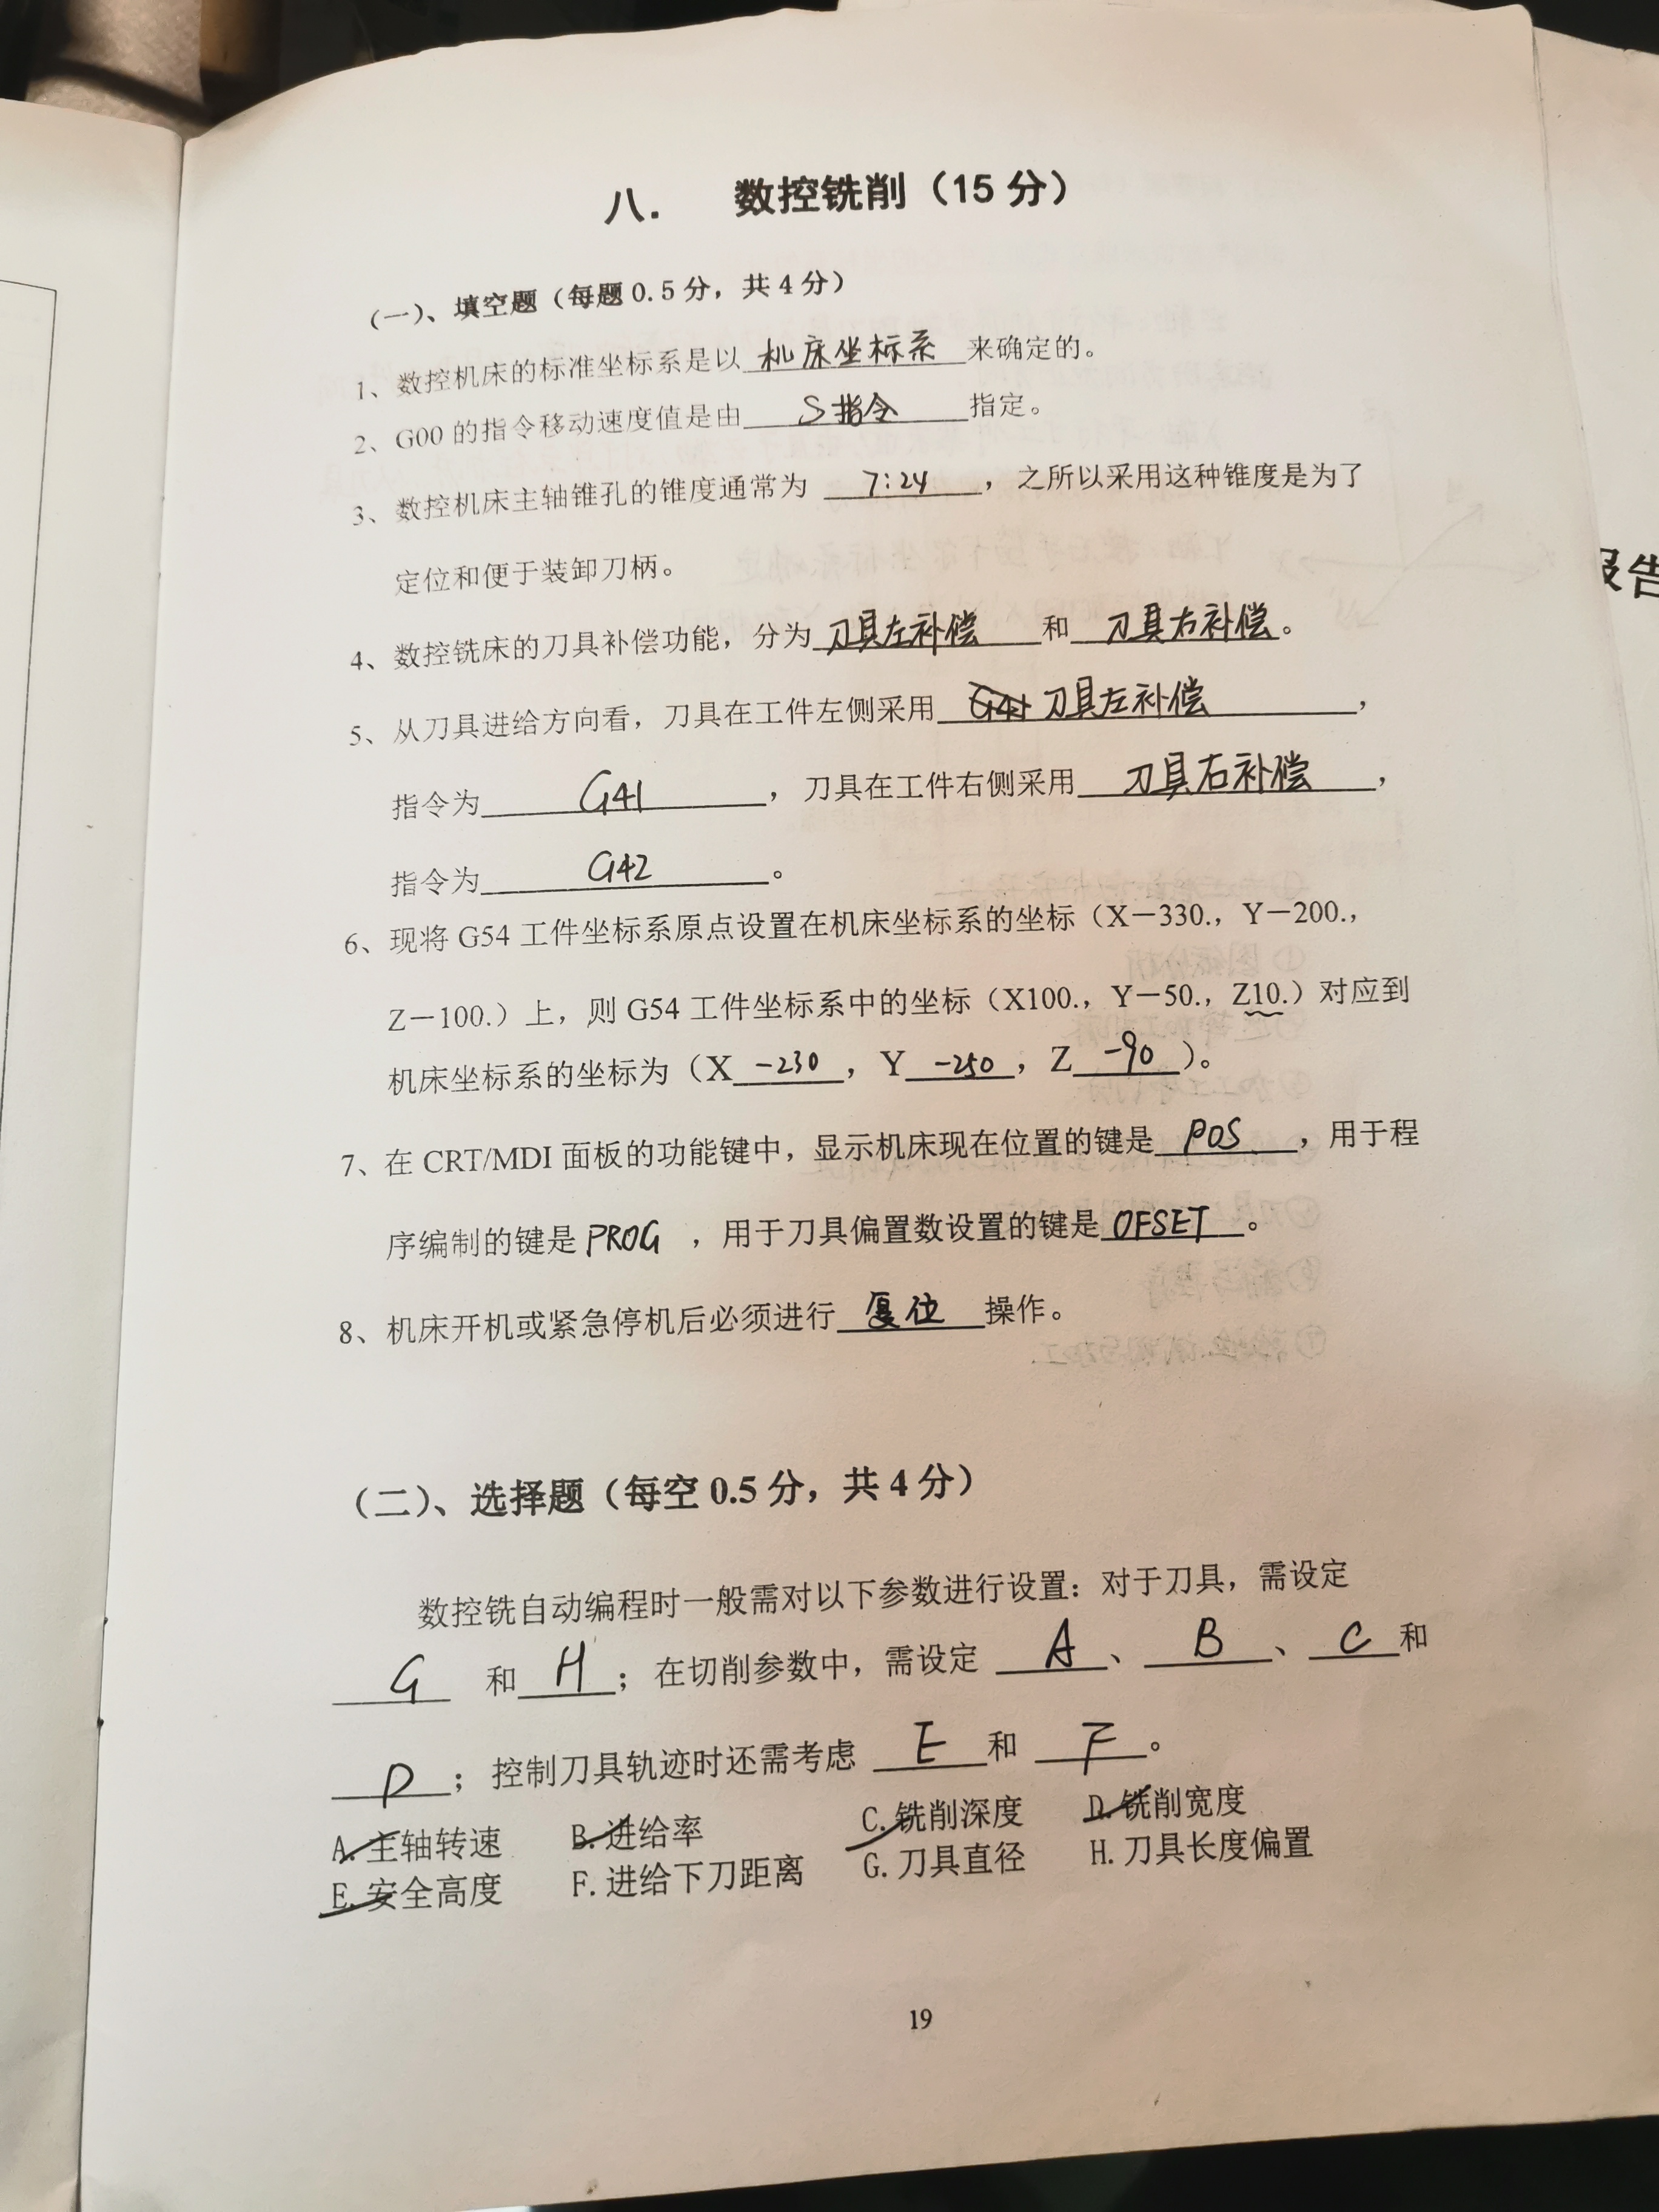 八. 数控铣削（15分）
（一）、填空题（每题0.5分，共4分）
1、数控机床的标准坐标系是以 机床坐标系 来确定的。
2、G00的指令移动速度值是由 S指令 指定。
3、数控机床主轴锥孔的锥度通常为 7:24 ，之所以采用这种锥度是为了
定位和便于装卸刀柄。
报告
4、数控铣床的刀具补偿功能，分为 刀具左补偿 和 刀具右补偿 。
5、从刀具进给方向看，刀具在工件左侧采用 G41 刀具左补偿 ，
指令为 G41 ，刀具在工件右侧采用 刀具右补偿 ，
指令为 G42 。
6、现将G54工件坐标系原点设置在机床坐标系的坐标（X－330.，Y－200.，
Z－100.）上，则G54工件坐标系中的坐标（X100.，Y－50.，Z10.）对应到
机床坐标系的坐标为（X -230 ，Y -250 ，Z -90 ）。
7、在CRT/MDI面板的功能键中，显示机床现在位置的键是 POS ，用于程
序编制的键是 PROG ，用于刀具偏置数设置的键是 OFSET 。
8、机床开机或紧急停机后必须进行 复位 操作。
（二）、选择题（每空0.5分，共4分）
数控铣自动编程时一般需对以下参数进行设置：对于刀具，需设定
G 和 H ；在切削参数中，需设定 A 、 B 、 C 和
D ；控制刀具轨迹时还需考虑 E 和 F 。
A.主轴转速 B.进给率 C.铣削深度 D.铣削宽度
E.安全高度 F.进给下刀距离 G.刀具直径 H.刀具长度偏置
19